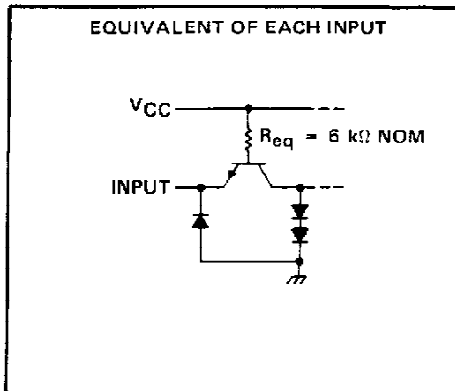 EQUIVALENT OF EACH INPUT
VCC
Req = 6 kΩ NOM
INPUT